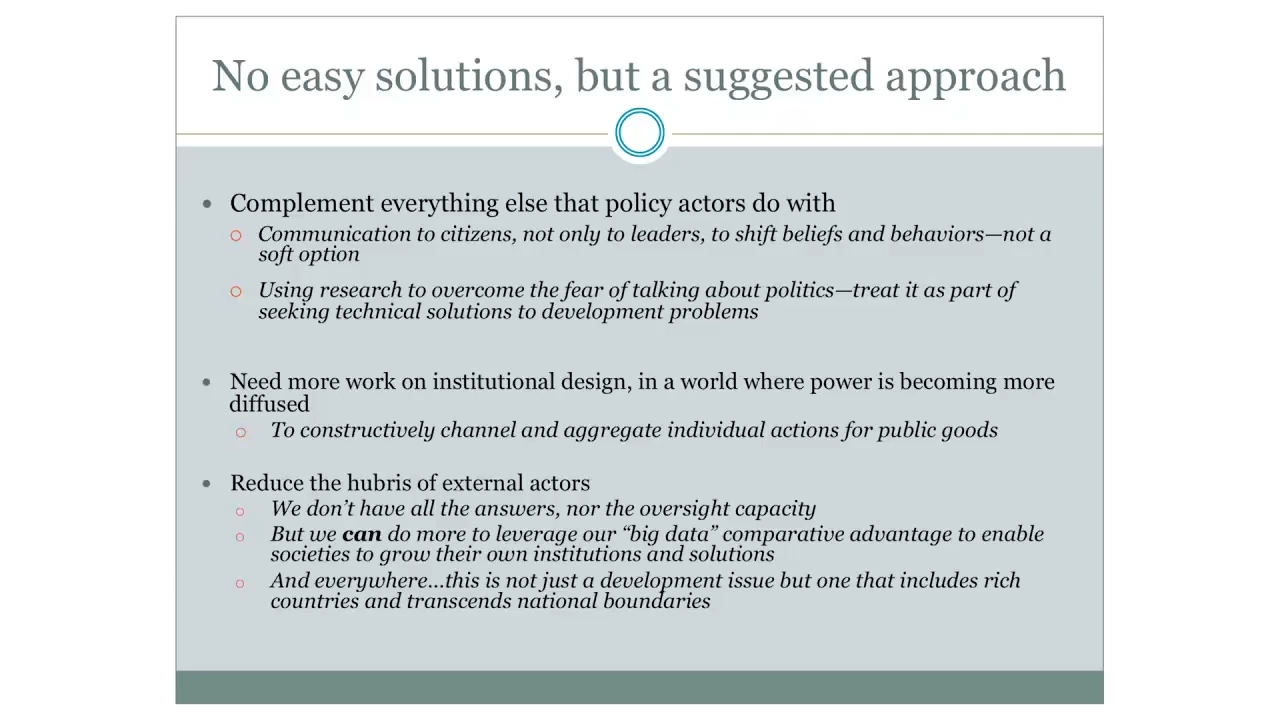 No easy solutions, but a suggested approach
• Complement everything else that policy actors do with
○ Communication to citizens, not only to leaders, to shift beliefs and behaviors—not a
soft option
○ Using research to overcome the fear of talking about politics—treat it as part of
seeking technical solutions to development problems
• Need more work on institutional design, in a world where power is becoming more
diffused
○ To constructively channel and aggregate individual actions for public goods
• Reduce the hubris of external actors
○ We don’t have all the answers, nor the oversight capacity
○ But we can do more to leverage our “big data” comparative advantage to enable
societies to grow their own institutions and solutions
○ And everywhere…this is not just a development issue but one that includes rich
countries and transcends national boundaries